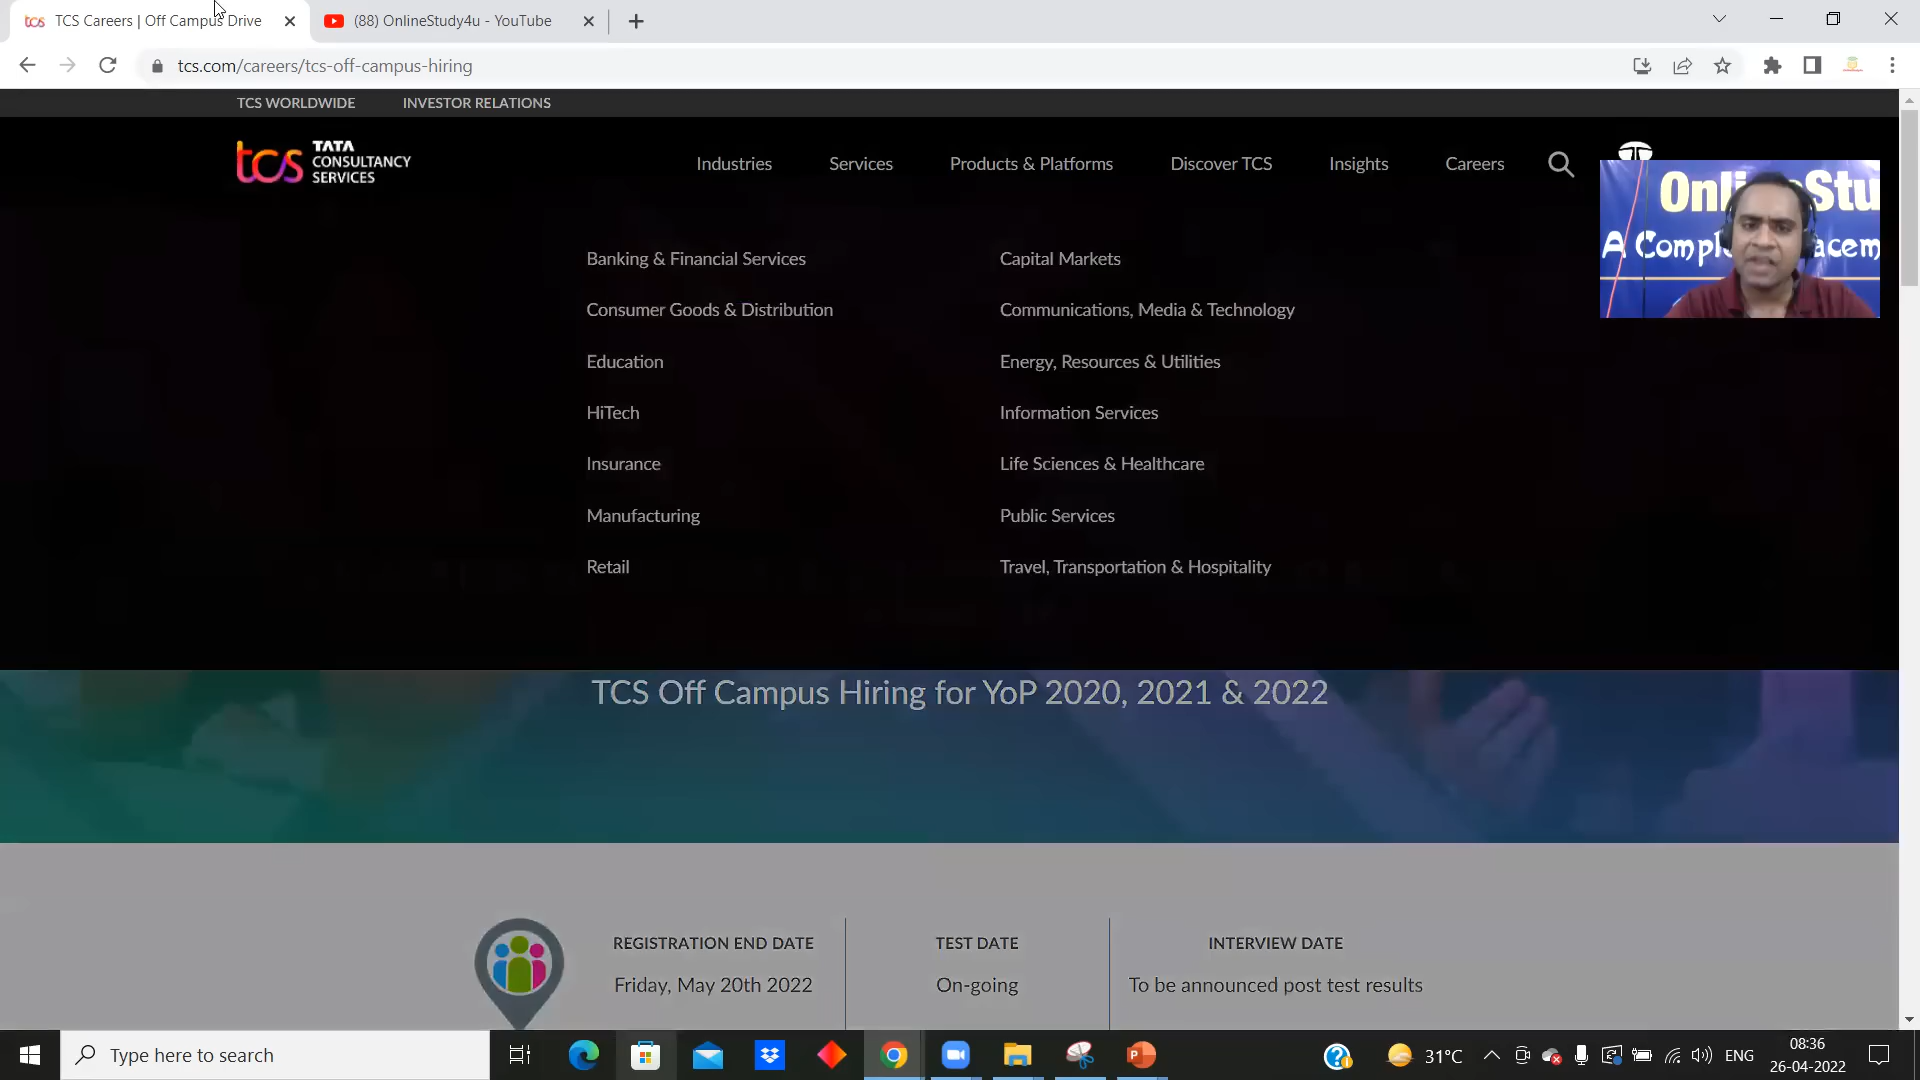 TCS Careers | Off Campus Drive
(88) OnlineStudy4u - YouTube
tcs.com/careers/tcs-off-campus-hiring
TCS WORLDWIDE INVESTOR RELATIONS
tcs TATA CONSULTANCY SERVICES
Industries Services Products & Platforms Discover TCS Insights Careers
Banking & Financial Services Capital Markets
Consumer Goods & Distribution Communications, Media & Technology
Education Energy, Resources & Utilities
HiTech Information Services
Insurance Life Sciences & Healthcare
Manufacturing Public Services
Retail Travel, Transportation & Hospitality
TCS Off Campus Hiring for YoP 2020, 2021 & 2022
REGISTRATION END DATE TEST DATE INTERVIEW DATE
Friday, May 20th 2022 On-going To be announced post test results
Type here to search
31°C
ENG
08:36
26-04-2022